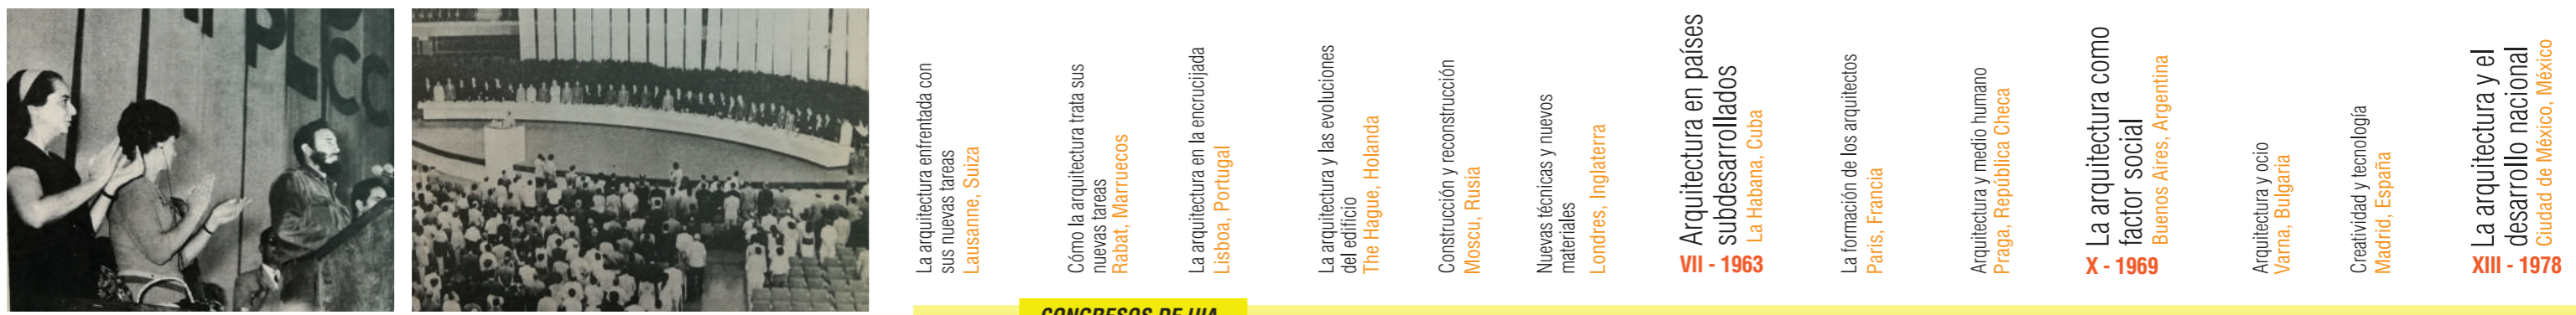 PLCC
La arquitectura enfrentada con
sus nuevas tareas
Lausanne, Suiza
Cómo la arquitectura trata sus
nuevas tareas
Rabat, Marruecos
La arquitectura en la encrucijada
Lisboa, Portugal
La arquitectura y las evoluciones
del edificio
The Hague, Holanda
Construcción y reconstrucción
Moscu, Rusia
Nuevas técnicas y nuevos
materiales
Londres, Inglaterra
Arquitectura en países
subdesarrollados
La Habana, Cuba
VII - 1963
La formación de los arquitectos
Paris, Francia
Arquitectura y medio humano
Praga, República Checa
La arquitectura como
factor social
Buenos Aires, Argentina
X - 1969
Arquitectura y ocio
Varna, Bulgaria
Creatividad y tecnología
Madrid, España
La arquitectura y el
desarrollo nacional
Ciudad de México, México
XIII - 1978
CONGRESOS DE UIA